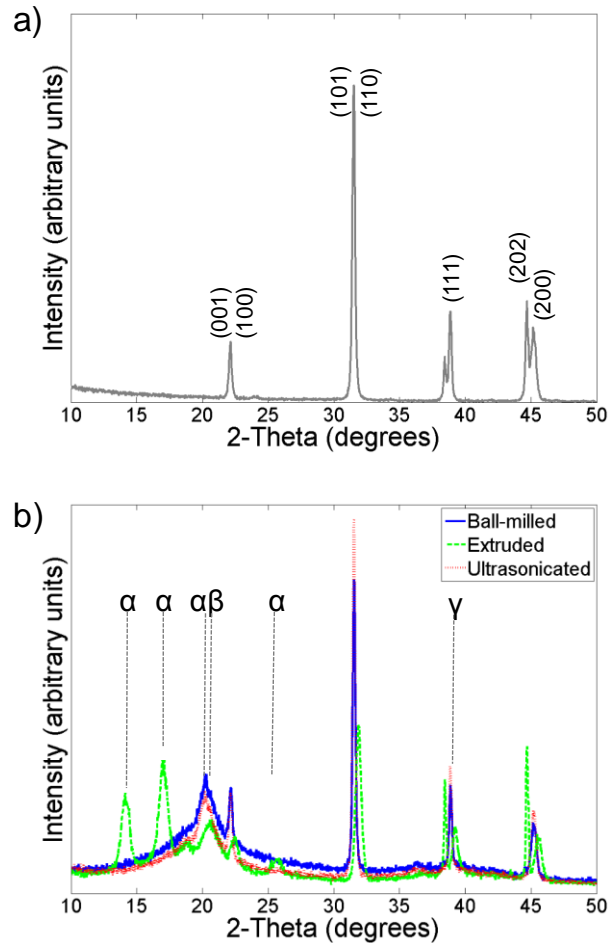 a)
Intensity (arbitrary units)
(001)
(100)
(101)
(110)
(111)
(202)
(200)
10 15 20 25 30 35 40 45 50
2-Theta (degrees)
b)
Intensity (arbitrary units)
Ball-milled
Extruded
Ultrasonicated
α α αβ α γ
10 15 20 25 30 35 40 45 50
2-Theta (degrees)